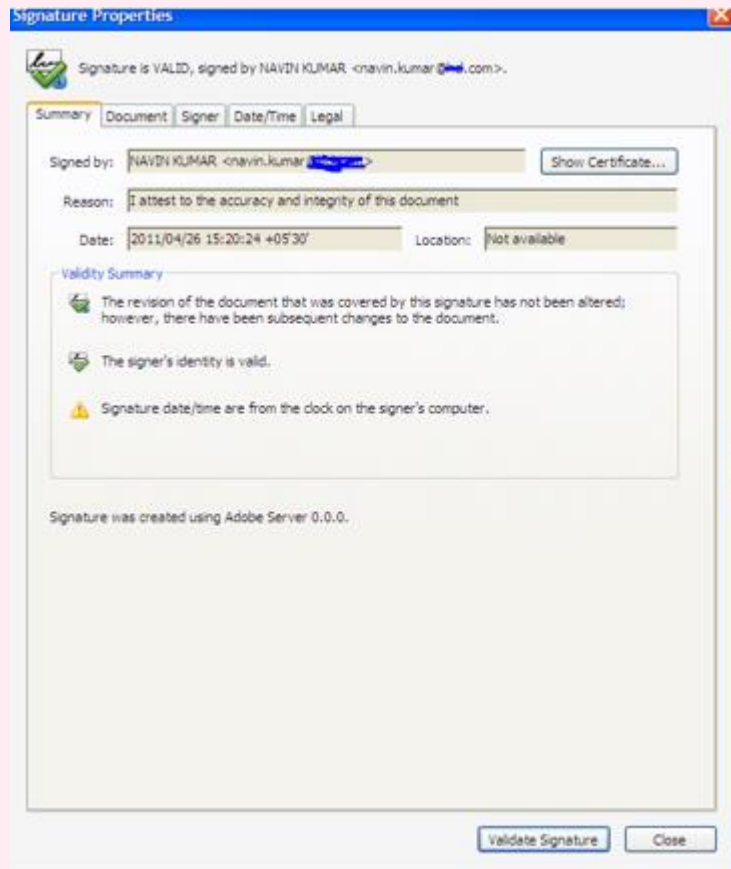 Signature Properties
Signature is VALID, signed by NAVIN KUMAR <navin.kumar@ .com>.
Summary Document Signer Date/Time Legal
Signed by: NAVIN KUMAR <navin.kumar > Show Certificate...
Reason: I attest to the accuracy and integrity of this document
Date: 2011/04/26 15:20:24 +05'30' Location: Not available
Validity Summary
The revision of the document that was covered by this signature has not been altered;
however, there have been subsequent changes to the document.
The signer's identity is valid.
Signature date/time are from the clock on the signer's computer.
Signature was created using Adobe Server 0.0.0.
Validate Signature Close